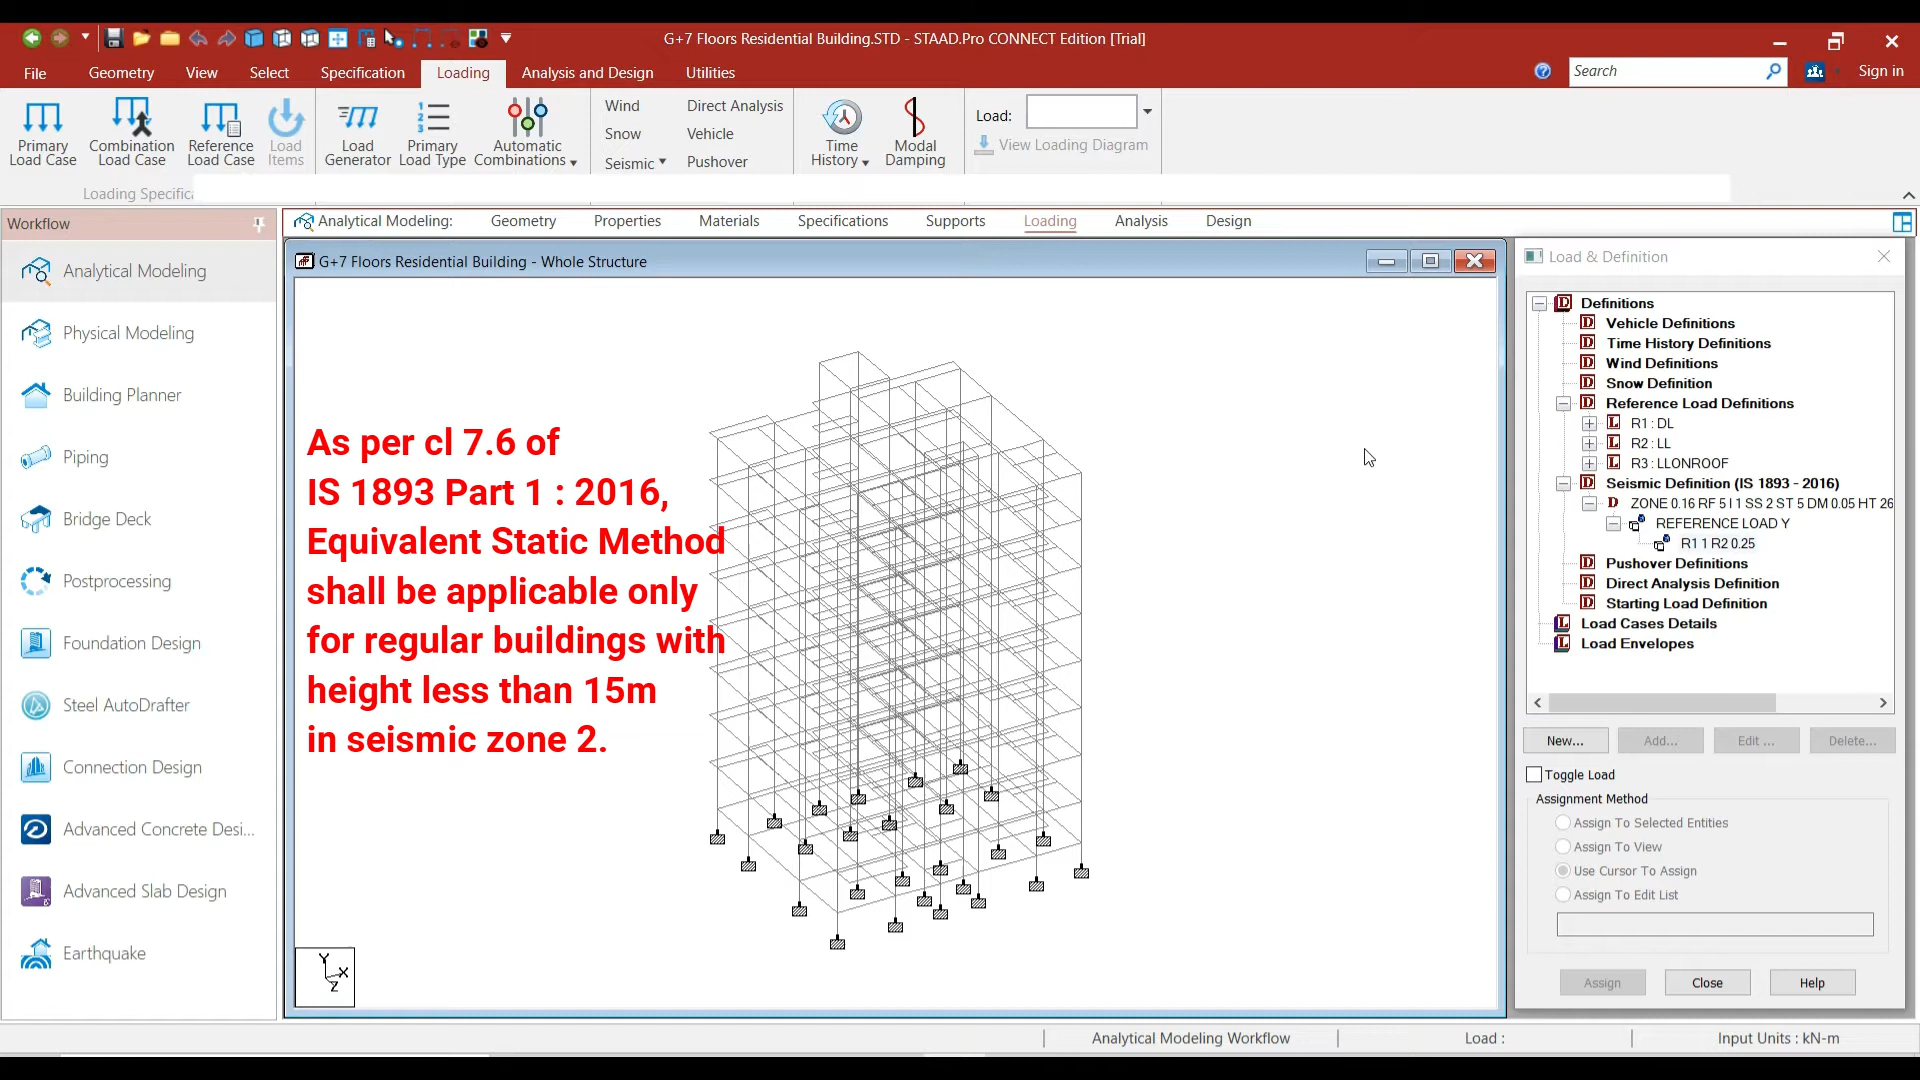 G+7 Floors Residential Building.STD - STAAD.Pro CONNECT Edition [Trial]
File Geometry View Select Specification Loading Analysis and Design Utilities Search Sign in
Primary Load Case
Combination Load Case
Reference Load Case
Load Items
Load Generator
Primary Load Type
Automatic Combinations
Wind
Snow
Seismic
Direct Analysis
Vehicle
Pushover
Time History
Modal Damping
Load:
View Loading Diagram
Loading Specifica
Workflow
Analytical Modeling
Physical Modeling
Building Planner
Piping
Bridge Deck
Postprocessing
Foundation Design
Steel AutoDrafter
Connection Design
Advanced Concrete Desi...
Advanced Slab Design
Earthquake
Analytical Modeling: Geometry Properties Materials Specifications Supports Loading Analysis Design
G+7 Floors Residential Building - Whole Structure
As per cl 7.6 of
IS 1893 Part 1 : 2016,
Equivalent Static Method
shall be applicable only
for regular buildings with
height less than 15m
in seismic zone 2.
Y
X
Z
Load & Definition
Definitions
Vehicle Definitions
Time History Definitions
Wind Definitions
Snow Definition
Reference Load Definitions
R1 : DL
R2 : LL
R3 : LLONROOF
Seismic Definition (IS 1893 - 2016)
ZONE 0.16 RF 5 I 1 SS 2 ST 5 DM 0.05 HT 26
REFERENCE LOAD Y
R1 1 R2 0.25
Pushover Definitions
Direct Analysis Definition
Starting Load Definition
Load Cases Details
Load Envelopes
New... Add... Edit ... Delete...
Toggle Load
Assignment Method
Assign To Selected Entities
Assign To View
Use Cursor To Assign
Assign To Edit List
Assign Close Help
Analytical Modeling Workflow Load : Input Units : kN-m